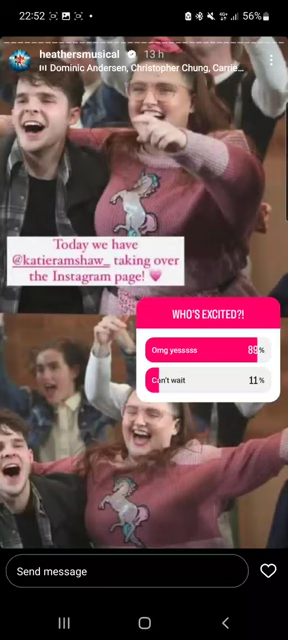 22:52
56%
heathersmusical 13 h
Dominic Andersen, Christopher Chung, Carrie...
Today we have
@katieramshaw_ taking over
the Instagram page!
WHO'S EXCITED?!
Omg yesssss 89%
Can't wait 11%
Send message